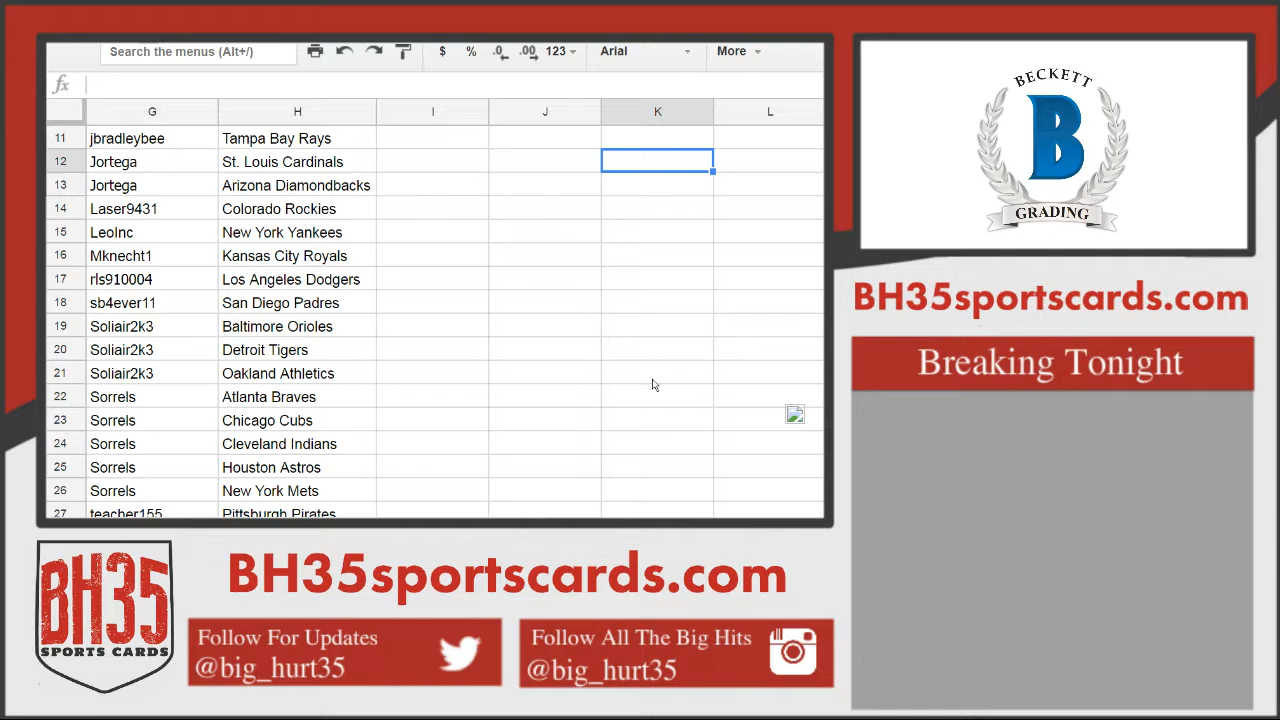 Search the menus (Alt+/)
$ % .0 .00 123 Arial More
fx
G H I J K L
11 jbradleybee Tampa Bay Rays
12 Jortega St. Louis Cardinals
13 Jortega Arizona Diamondbacks
14 Laser9431 Colorado Rockies
15 LeoInc New York Yankees
16 Mknecht1 Kansas City Royals
17 rls910004 Los Angeles Dodgers
18 sb4ever11 San Diego Padres
19 Soliair2k3 Baltimore Orioles
20 Soliair2k3 Detroit Tigers
21 Soliair2k3 Oakland Athletics
22 Sorrels Atlanta Braves
23 Sorrels Chicago Cubs
24 Sorrels Cleveland Indians
25 Sorrels Houston Astros
26 Sorrels New York Mets
27 teacher155 Pittsburgh Pirates
BECKETT
B
GRADING
BH35sportscards.com
Breaking Tonight
BH35
SPORTS CARDS
BH35sportscards.com
Follow For Updates
@big_hurt35
Follow All The Big Hits
@big_hurt35